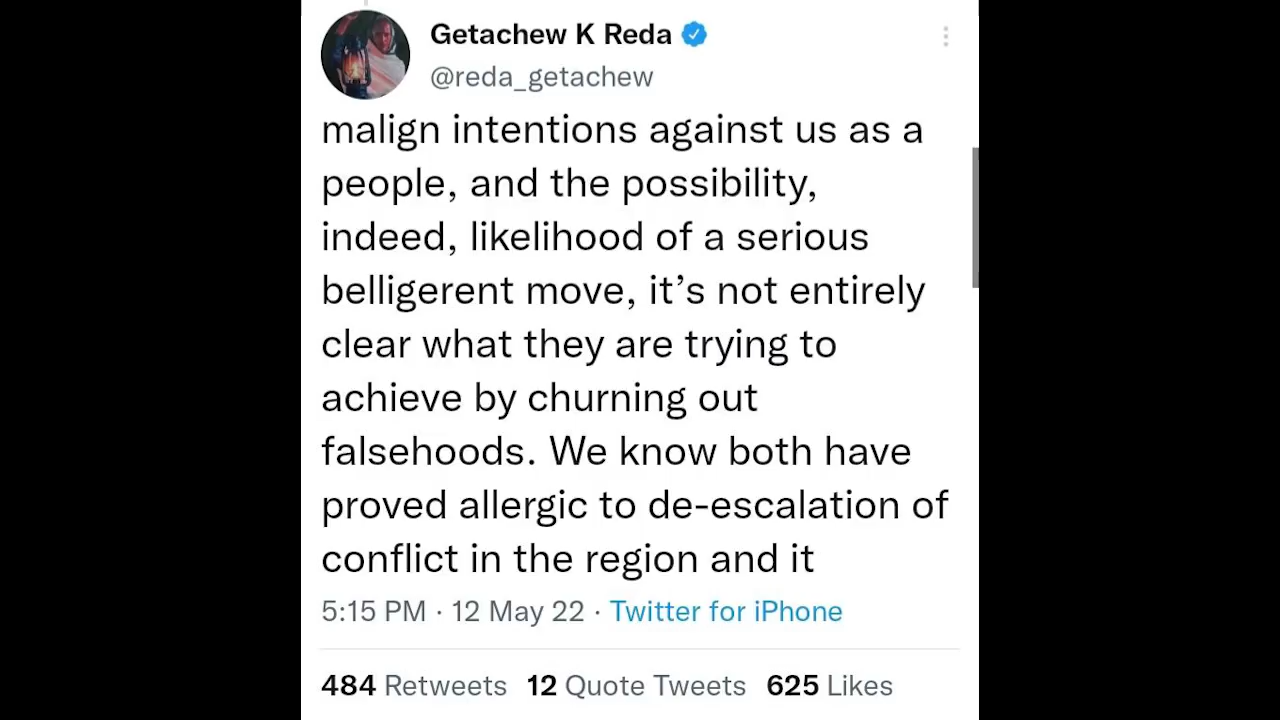 Getachew K Reda
@reda_getachew
malign intentions against us as a
people, and the possibility,
indeed, likelihood of a serious
belligerent move, it’s not entirely
clear what they are trying to
achieve by churning out
falsehoods. We know both have
proved allergic to de-escalation of
conflict in the region and it
5:15 PM · 12 May 22 · Twitter for iPhone
484 Retweets 12 Quote Tweets 625 Likes